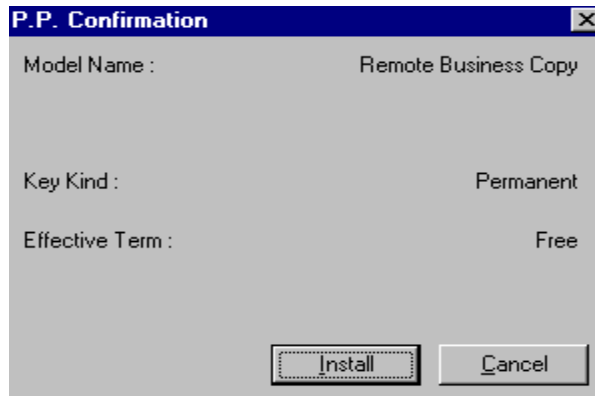 P.P. Confirmation
Model Name : Remote Business Copy
Key Kind : Permanent
Effective Term : Free
Install Cancel